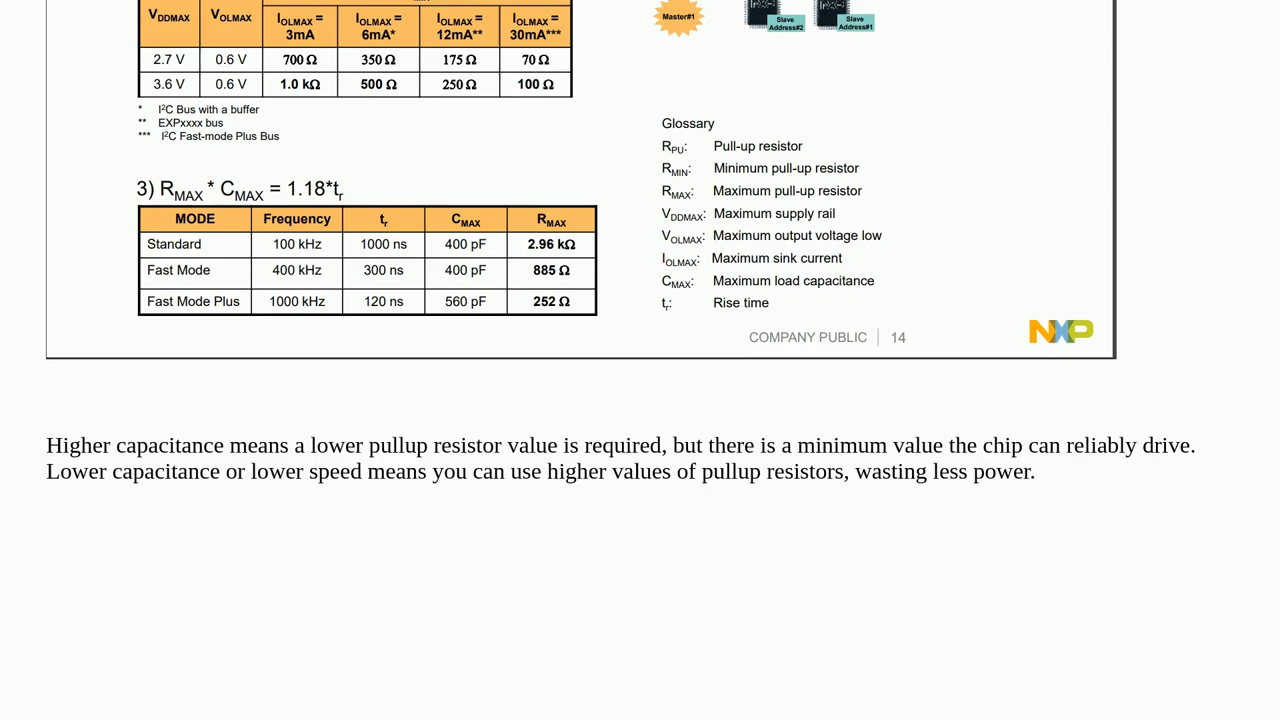 VDDMAX VOLMAX IOLMAX = 3mA IOLMAX = 6mA* IOLMAX = 12mA** IOLMAX = 30mA***
2.7 V 0.6 V 700 Ω 350 Ω 175 Ω 70 Ω
3.6 V 0.6 V 1.0 kΩ 500 Ω 250 Ω 100 Ω
* I²C Bus with a buffer
** EXPxxxx bus
*** I²C Fast-mode Plus Bus
3) RMAX * CMAX = 1.18*tr
MODE Frequency tr CMAX RMAX
Standard 100 kHz 1000 ns 400 pF 2.96 kΩ
Fast Mode 400 kHz 300 ns 400 pF 885 Ω
Fast Mode Plus 1000 kHz 120 ns 560 pF 252 Ω
Master#1
Slave Address#2
Slave Address#1
Glossary
RPU: Pull-up resistor
RMIN: Minimum pull-up resistor
RMAX: Maximum pull-up resistor
VDDMAX: Maximum supply rail
VOLMAX: Maximum output voltage low
IOLMAX: Maximum sink current
CMAX: Maximum load capacitance
tr: Rise time
COMPANY PUBLIC | 14
NXP
Higher capacitance means a lower pullup resistor value is required, but there is a minimum value the chip can reliably drive.
Lower capacitance or lower speed means you can use higher values of pullup resistors, wasting less power.